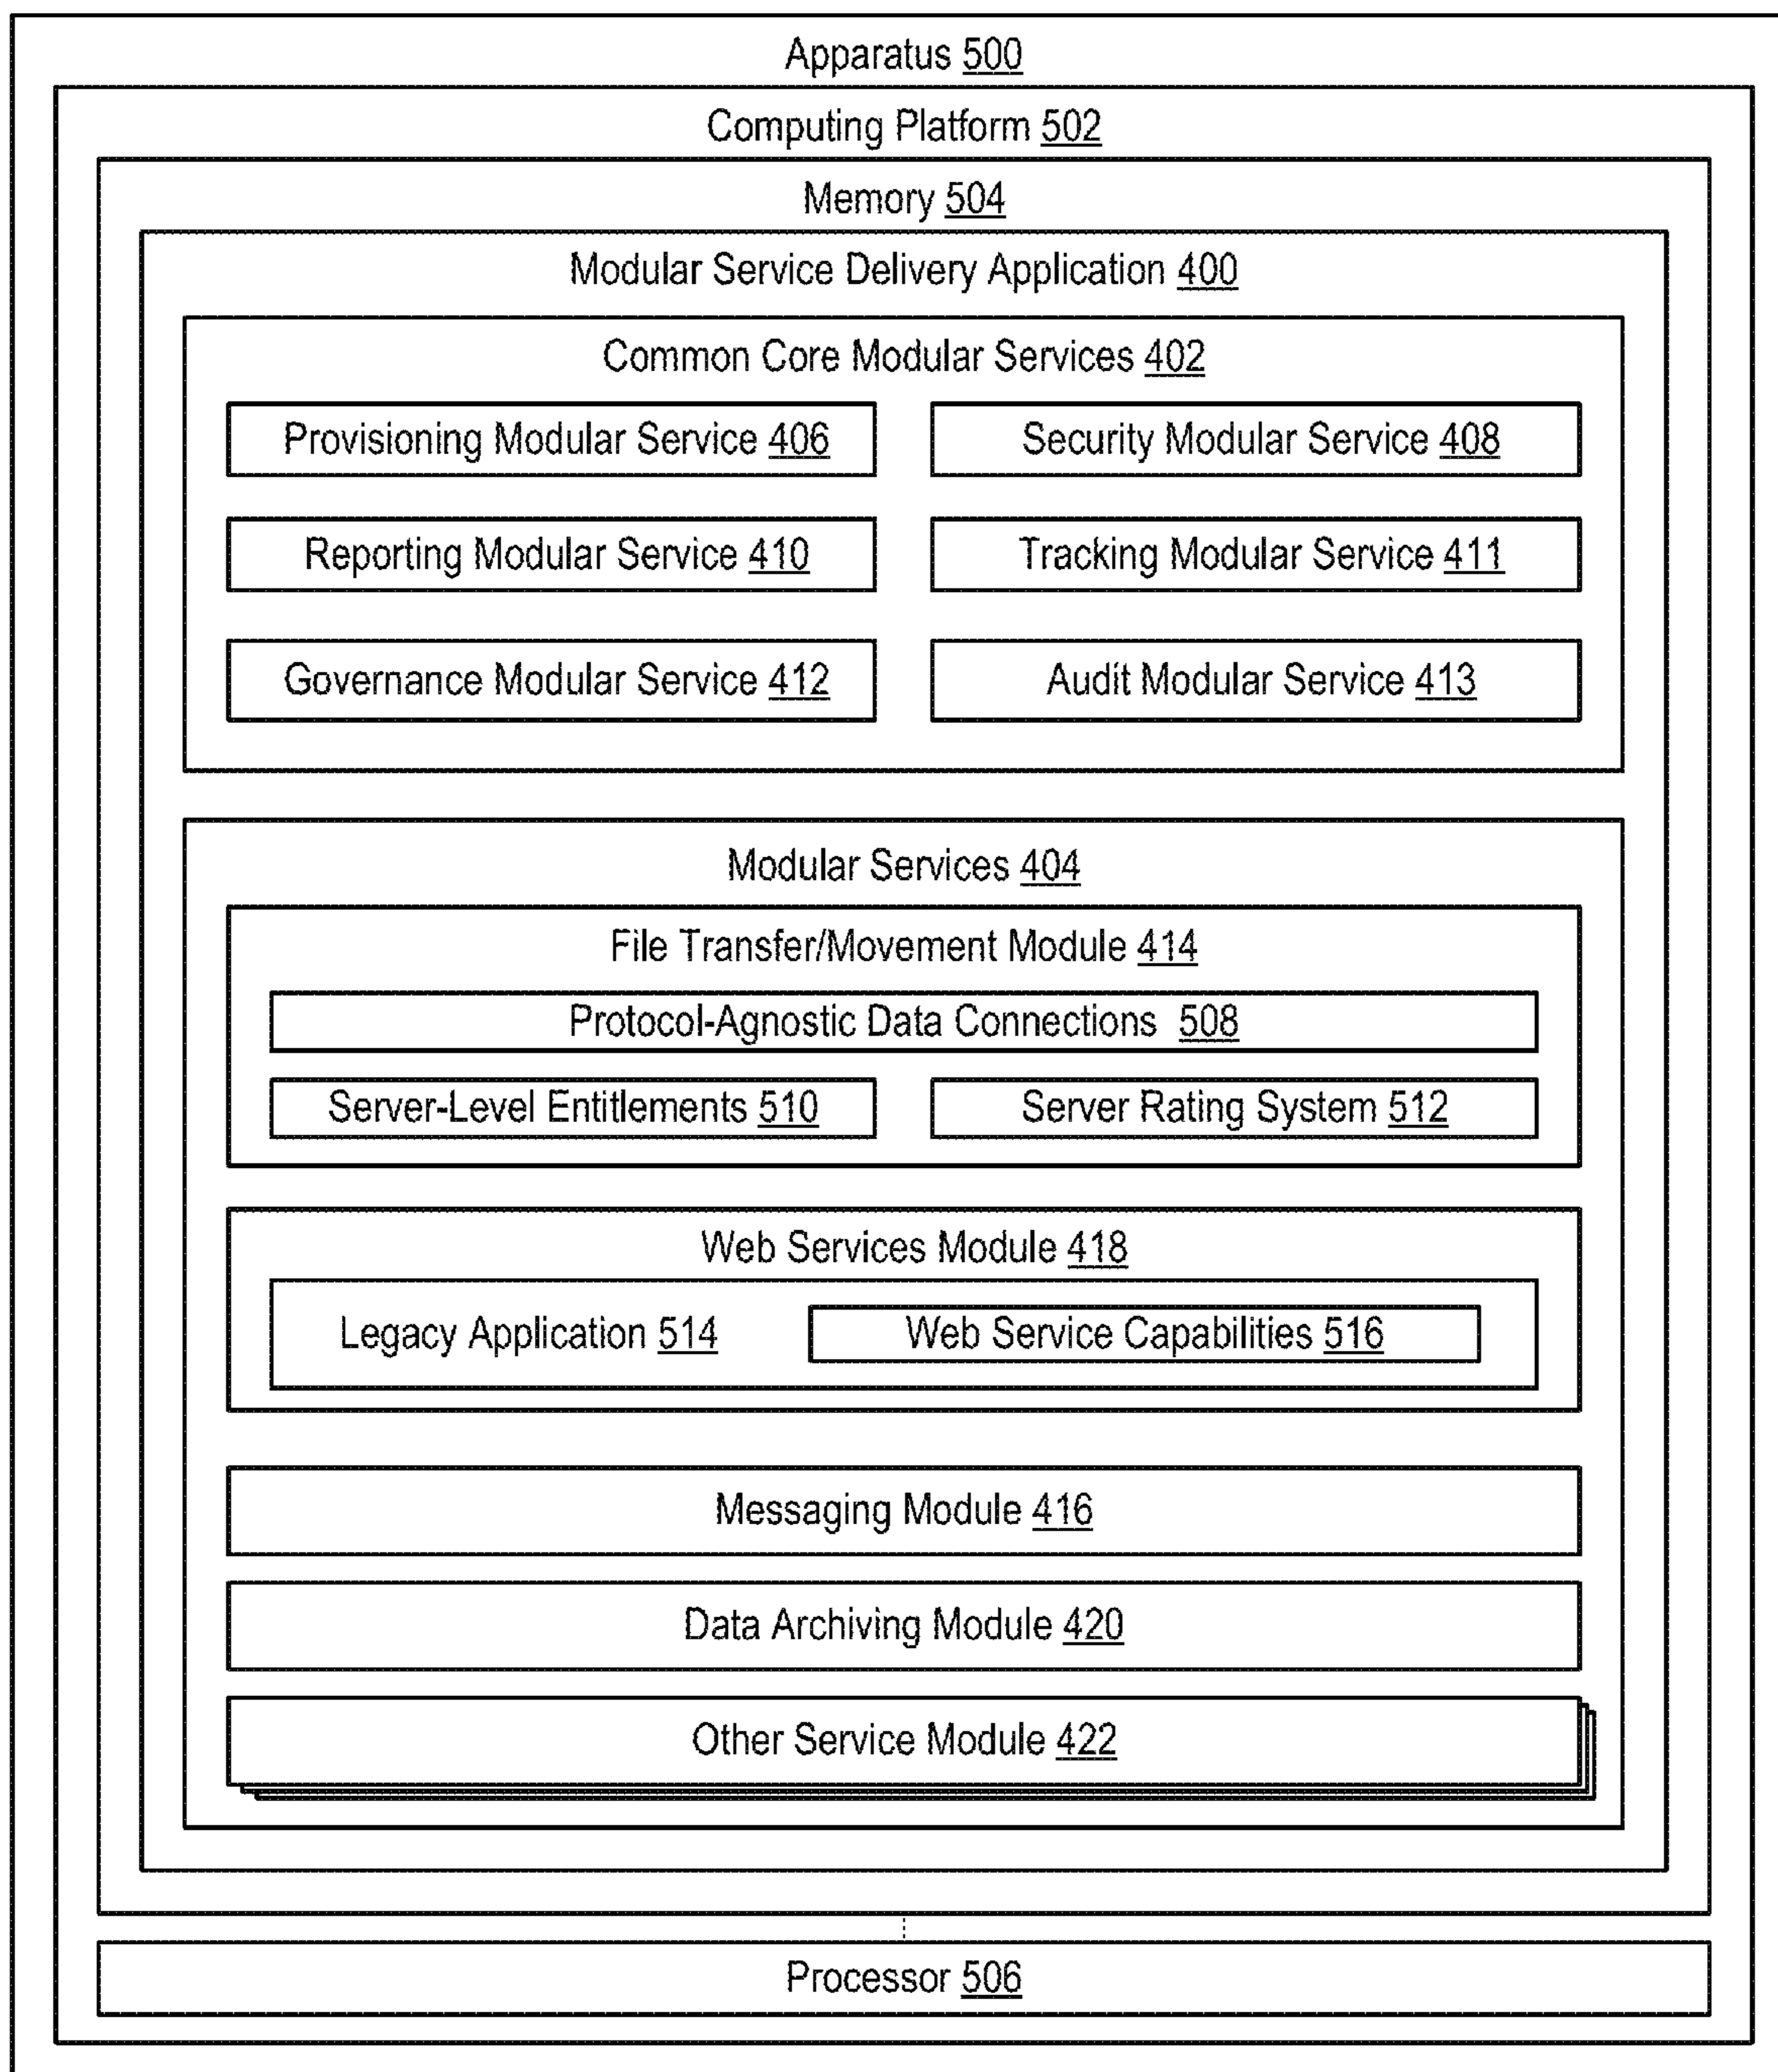 Apparatus 500
Computing Platform 502
Memory 504
Modular Service Delivery Application 400
Common Core Modular Services 402
Provisioning Modular Service 406
Security Modular Service 408
Reporting Modular Service 410
Tracking Modular Service 411
Governance Modular Service 412
Audit Modular Service 413
Modular Services 404
File Transfer/Movement Module 414
Protocol-Agnostic Data Connections 508
Server-Level Entitlements 510
Server Rating System 512
Web Services Module 418
Legacy Application 514
Web Service Capabilities 516
Messaging Module 416
Data Archiving Module 420
Other Service Module 422
Processor 506